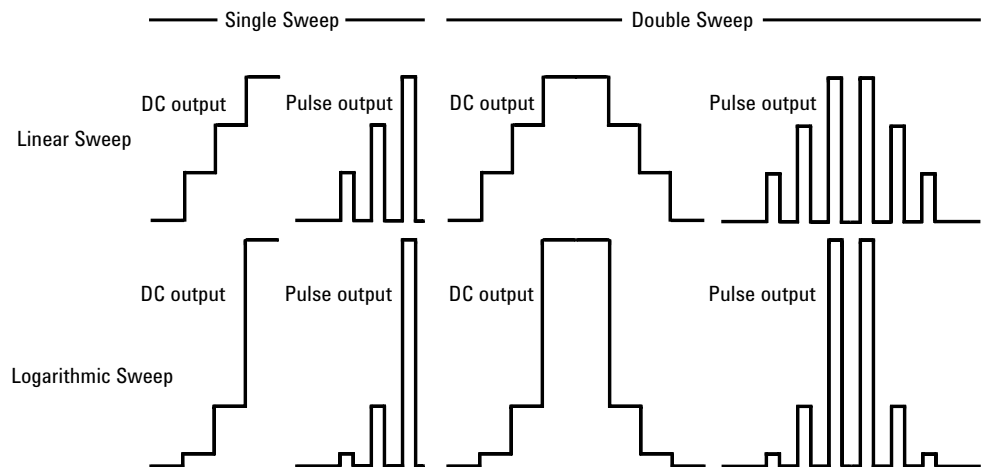 Single Sweep
Double Sweep
DC output
Pulse output
DC output
Pulse output
Linear Sweep
DC output
Pulse output
DC output
Pulse output
Logarithmic Sweep